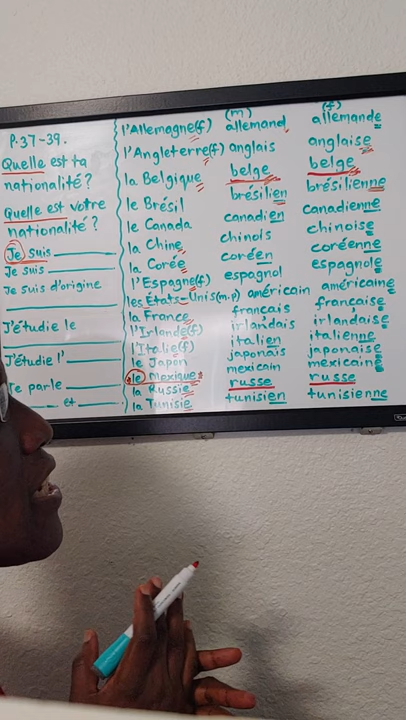 P.37-39.
Quelle est ta
nationalité?
Quelle est votre
nationalité?
Je suis
Je suis
Je suis d'origine
J'étudie le
J'étudie l'
Je parle
et
l'Allemagne(f)
l'Angleterre(f)
la Belgique
le Brésil
le Canada
la Chine
la Corée
l'Espagne(f)
les États-Unis(m.p)
la France
l'Irlande(f)
l'Italie(f)
le Japon
le Mexique
la Russie
la Tunisie
(m)
allemand
anglais
belge
brésilien
canadien
chinois
coréen
espagnol
américain
francais
irlandais
italien
japonais
mexicain
russe
tunisien
(f)
allemande
anglaise
belge
brésilienne
canadienne
chinoise
coréenne
espagnole
américaine
francaise
irlandaise
italienne
japonaise
mexicaine
russe
tunisienne